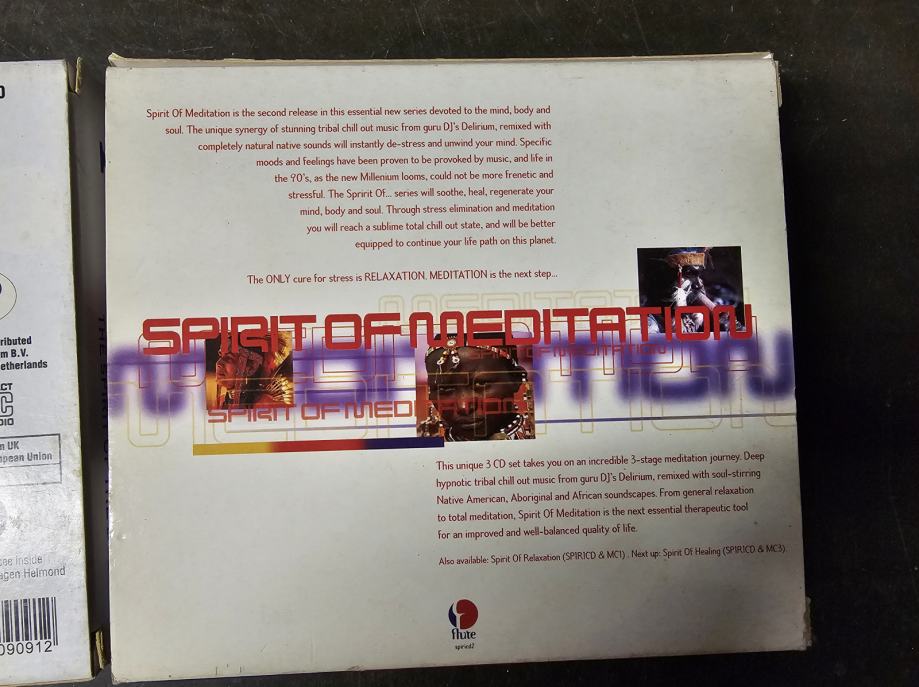 Spirit Of Meditation is the second release in this essential new series devoted to the mind, body and
soul. The unique synergy of stunning tribal chill out music from guru DJ's Delirium, remixed with
completely natural native sounds will instantly de-stress and unwind your mind. Specific
moods and feelings have been proven to be provoked by music, and life in
the 90's, as the new Millenium looms, could not be more frenetic and
stressful. The Spririt Of... series will soothe, heal, regenerate your
mind, body and soul. Through stress elimination and meditation
you will reach a sublime total chill out state, and will be better
equipped to continue your life path on this planet.
The ONLY cure for stress is RELAXATION. MEDITATION is the next step...
MEDITATION
SPIRIT OF MEDITATION
OF MEDITATION
SPIRIT OF MEDITATION
This unique 3 CD set takes you on an incredible 3-stage meditation journey. Deep
hypnotic tribal chill out music from guru DJ's Delirium, remixed with soul-stirring
Native American, Aboriginal and African soundscapes. From general relaxation
to total meditation, Spirit Of Meditation is the next essential therapeutic tool
for an improved and well-balanced quality of life.
Also available: Spirit Of Relaxation (SPIRICD & MC1) . Next up: Spirit Of Healing (SPIRICD & MC3)
flute
spiricd2
B.V.
etherlands
UK
pean Union
see inside
agen Helmond
090912